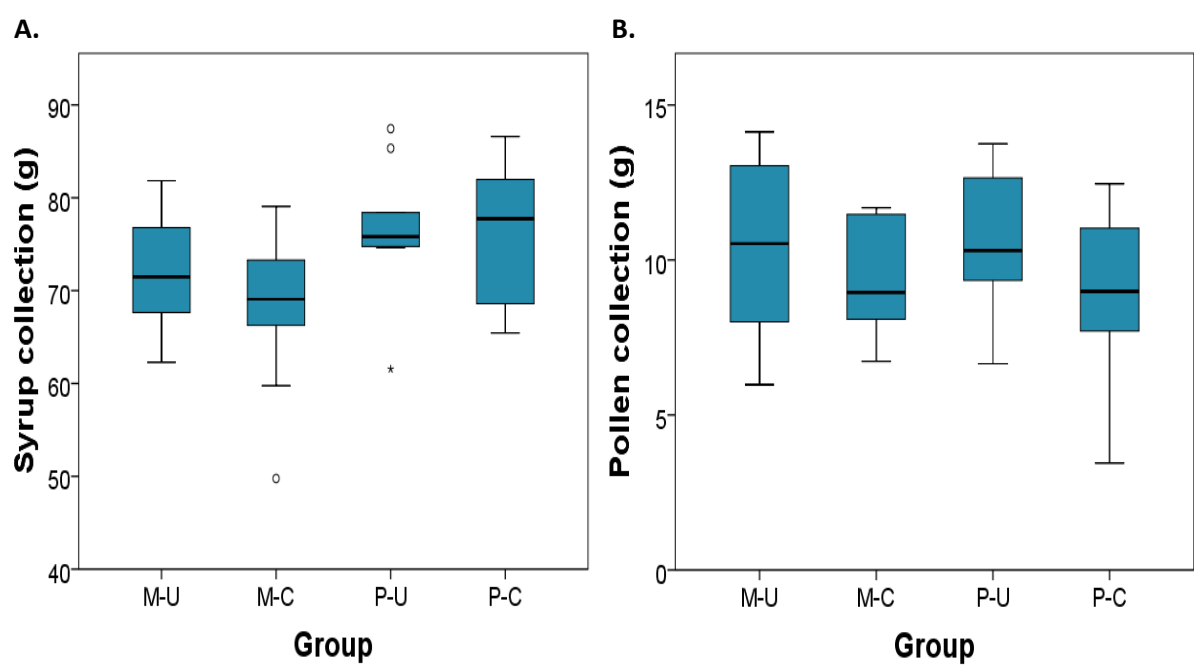 A.
Syrup collection (g)
90
80
70
60
50
40
M-U
M-C
P-U
P-C
Group
B.
Pollen collection (g)
15
10
5
0
M-U
M-C
P-U
P-C
Group